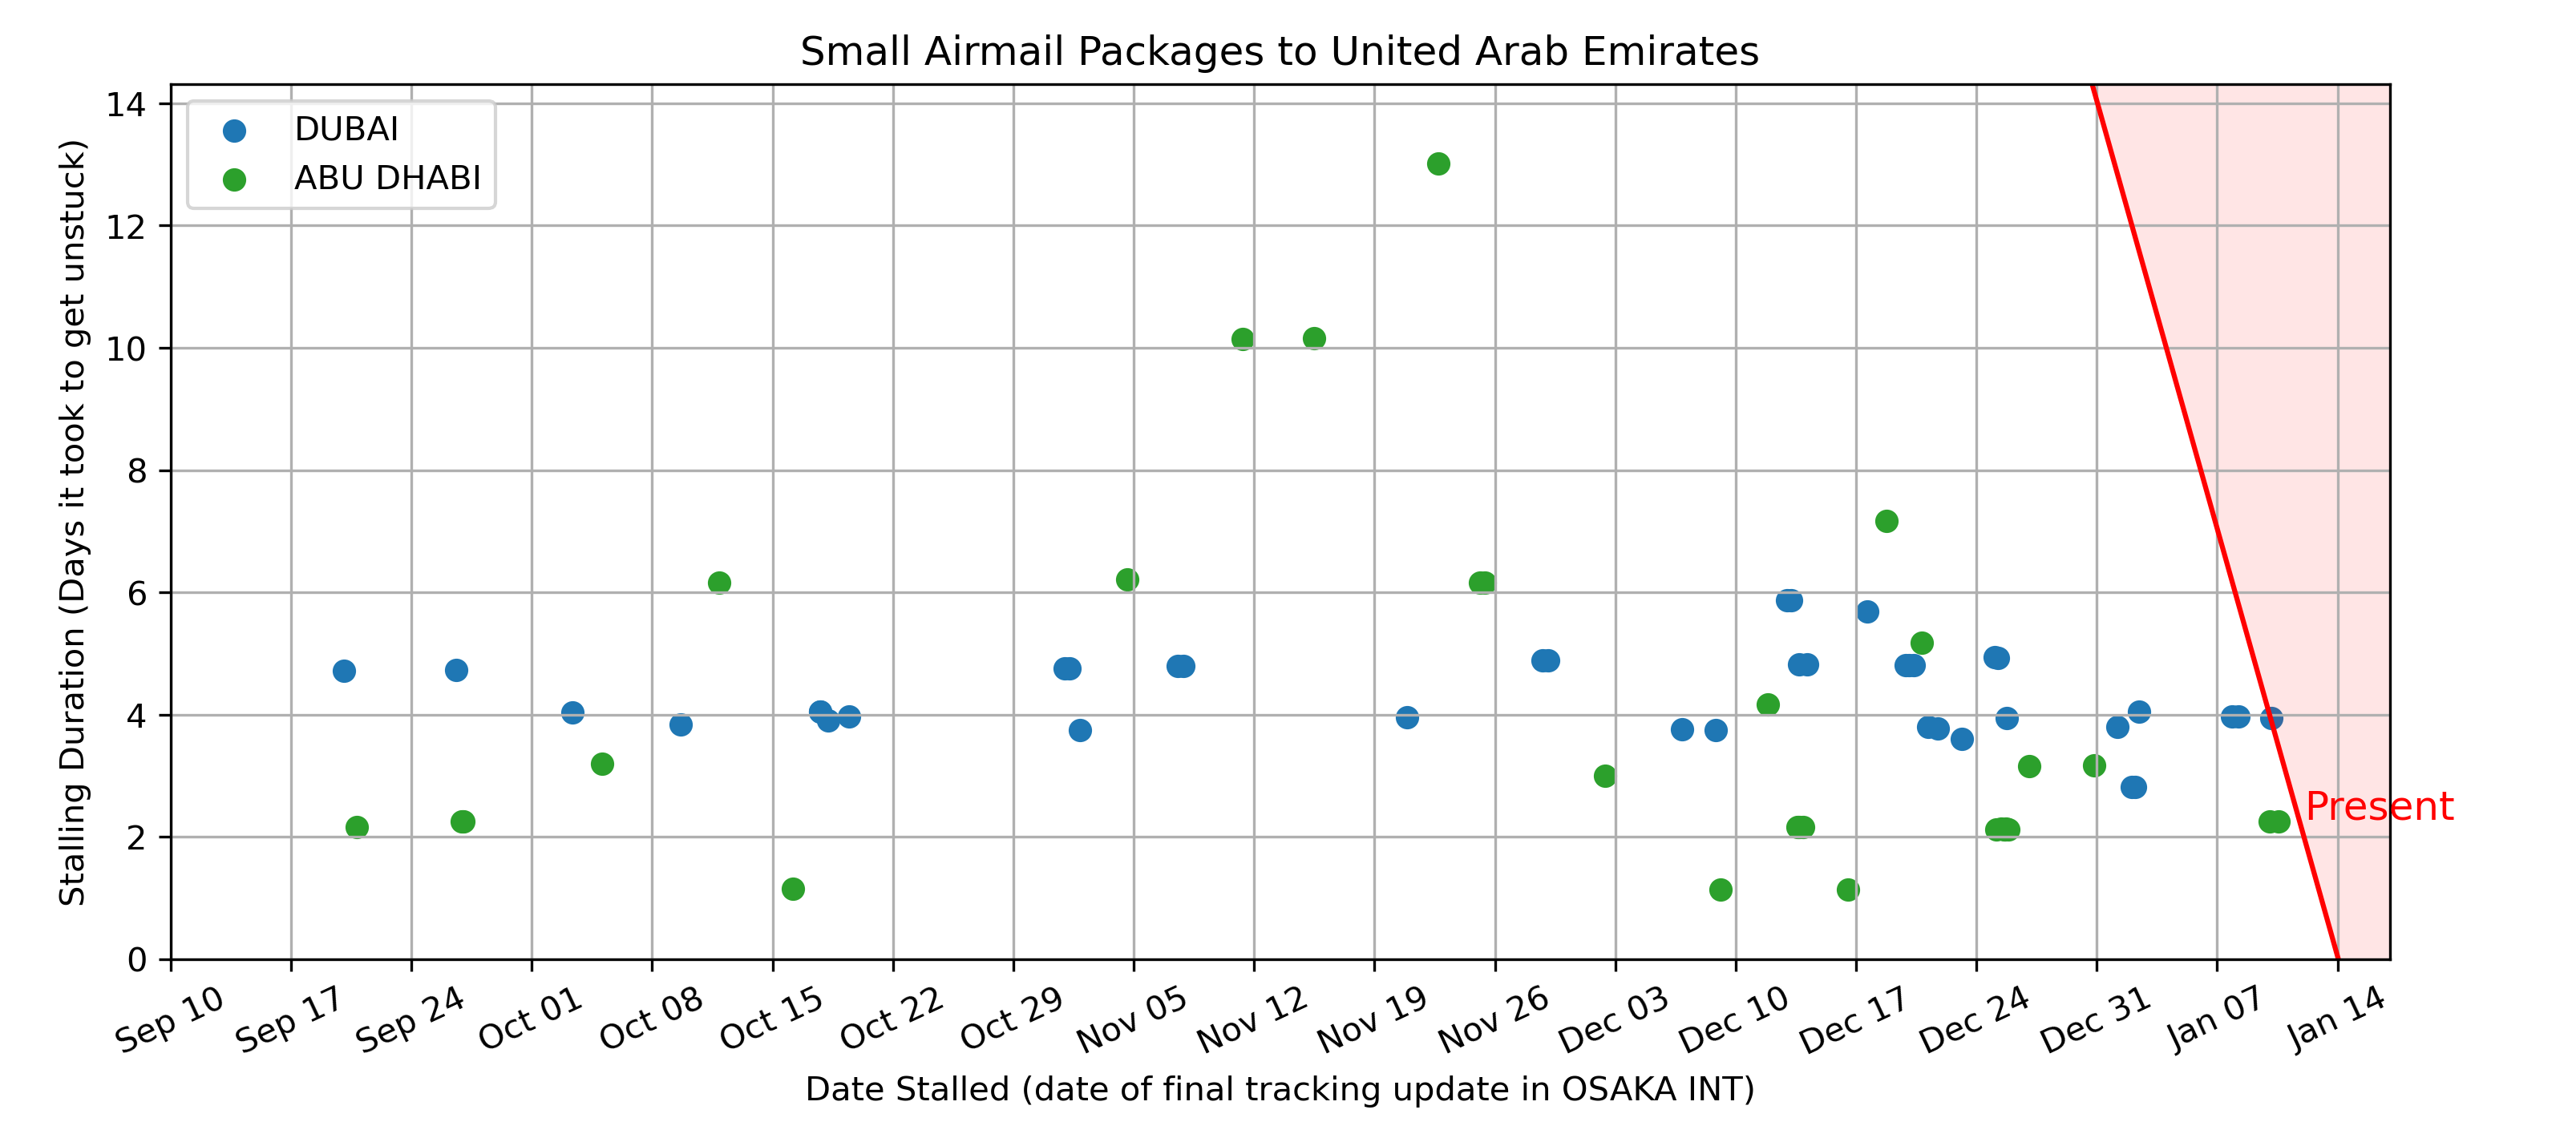 Small Airmail Packages to United Arab Emirates
DUBAI
ABU DHABI
Stalling Duration (Days it took to get unstuck)
14
12
10
8
6
4
2
0
Present
Sep 10
Sep 17
Sep 24
Oct 01
Oct 08
Oct 15
Oct 22
Oct 29
Nov 05
Nov 12
Nov 19
Nov 26
Dec 03
Dec 10
Dec 17
Dec 24
Dec 31
Jan 07
Jan 14
Date Stalled (date of final tracking update in OSAKA INT)